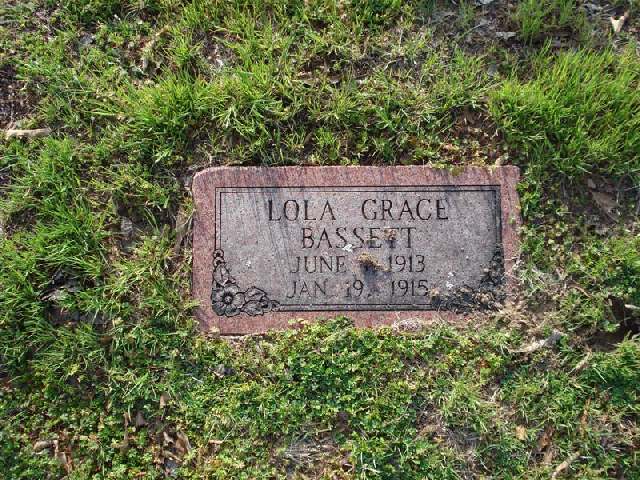 LOLA GRACE
BASSETT
JUNE 1913
JAN 19, 1915